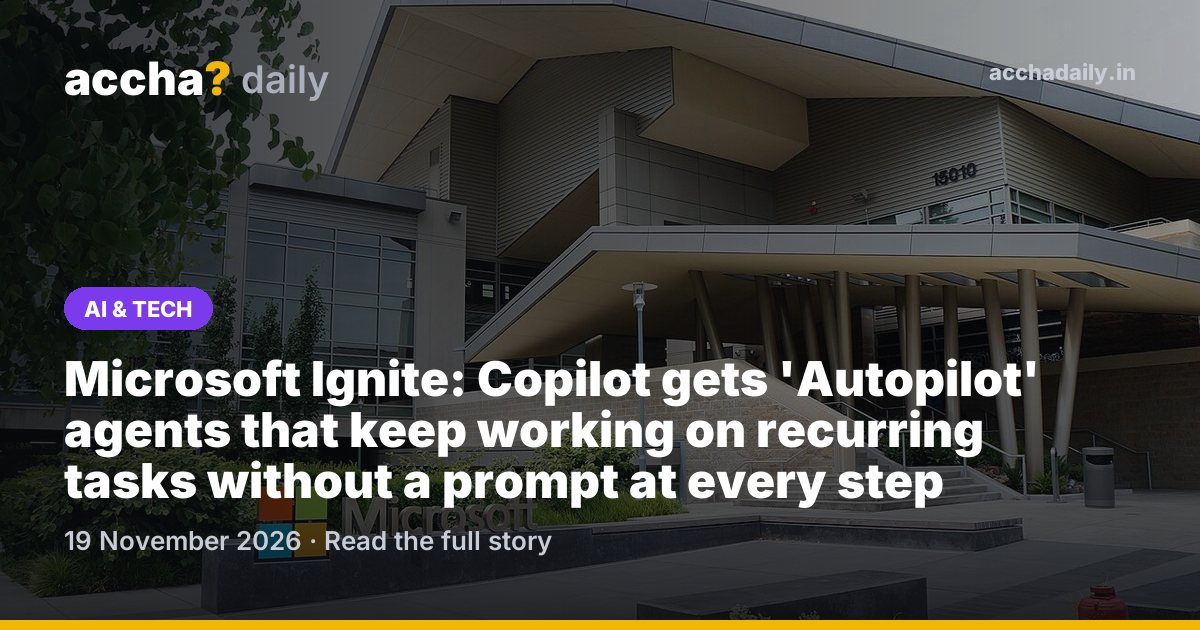 accha? daily
acchadaily.in
15010
AI & TECH
Microsoft Ignite: Copilot gets 'Autopilot'
agents that keep working on recurring
tasks without a prompt at every step
Microsoft
19 November 2026 · Read the full story